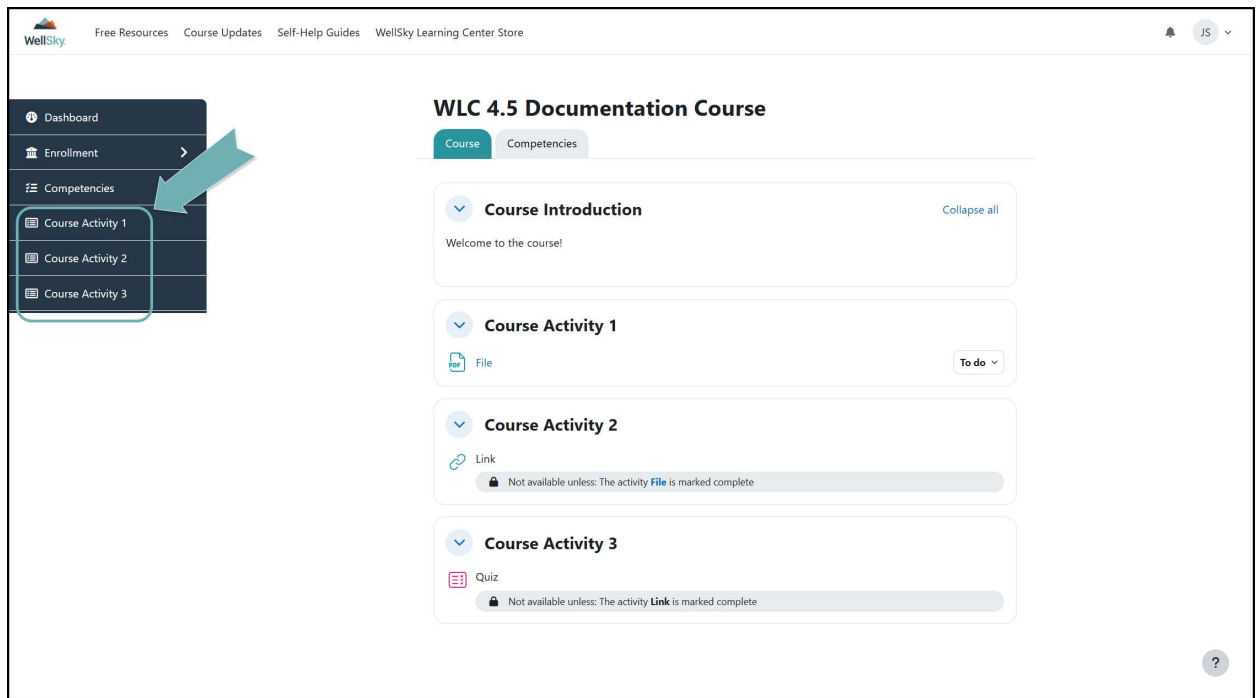 WellSky
Free Resources Course Updates Self-Help Guides WellSky Learning Center Store JS
Dashboard
Enrollment
Competencies
Course Activity 1
Course Activity 2
Course Activity 3
WLC 4.5 Documentation Course
Course Competencies
Course Introduction Collapse all
Welcome to the course!
Course Activity 1
PDF File To do
Course Activity 2
Link
Not available unless: The activity File is marked complete
Course Activity 3
Quiz
Not available unless: The activity Link is marked complete
?